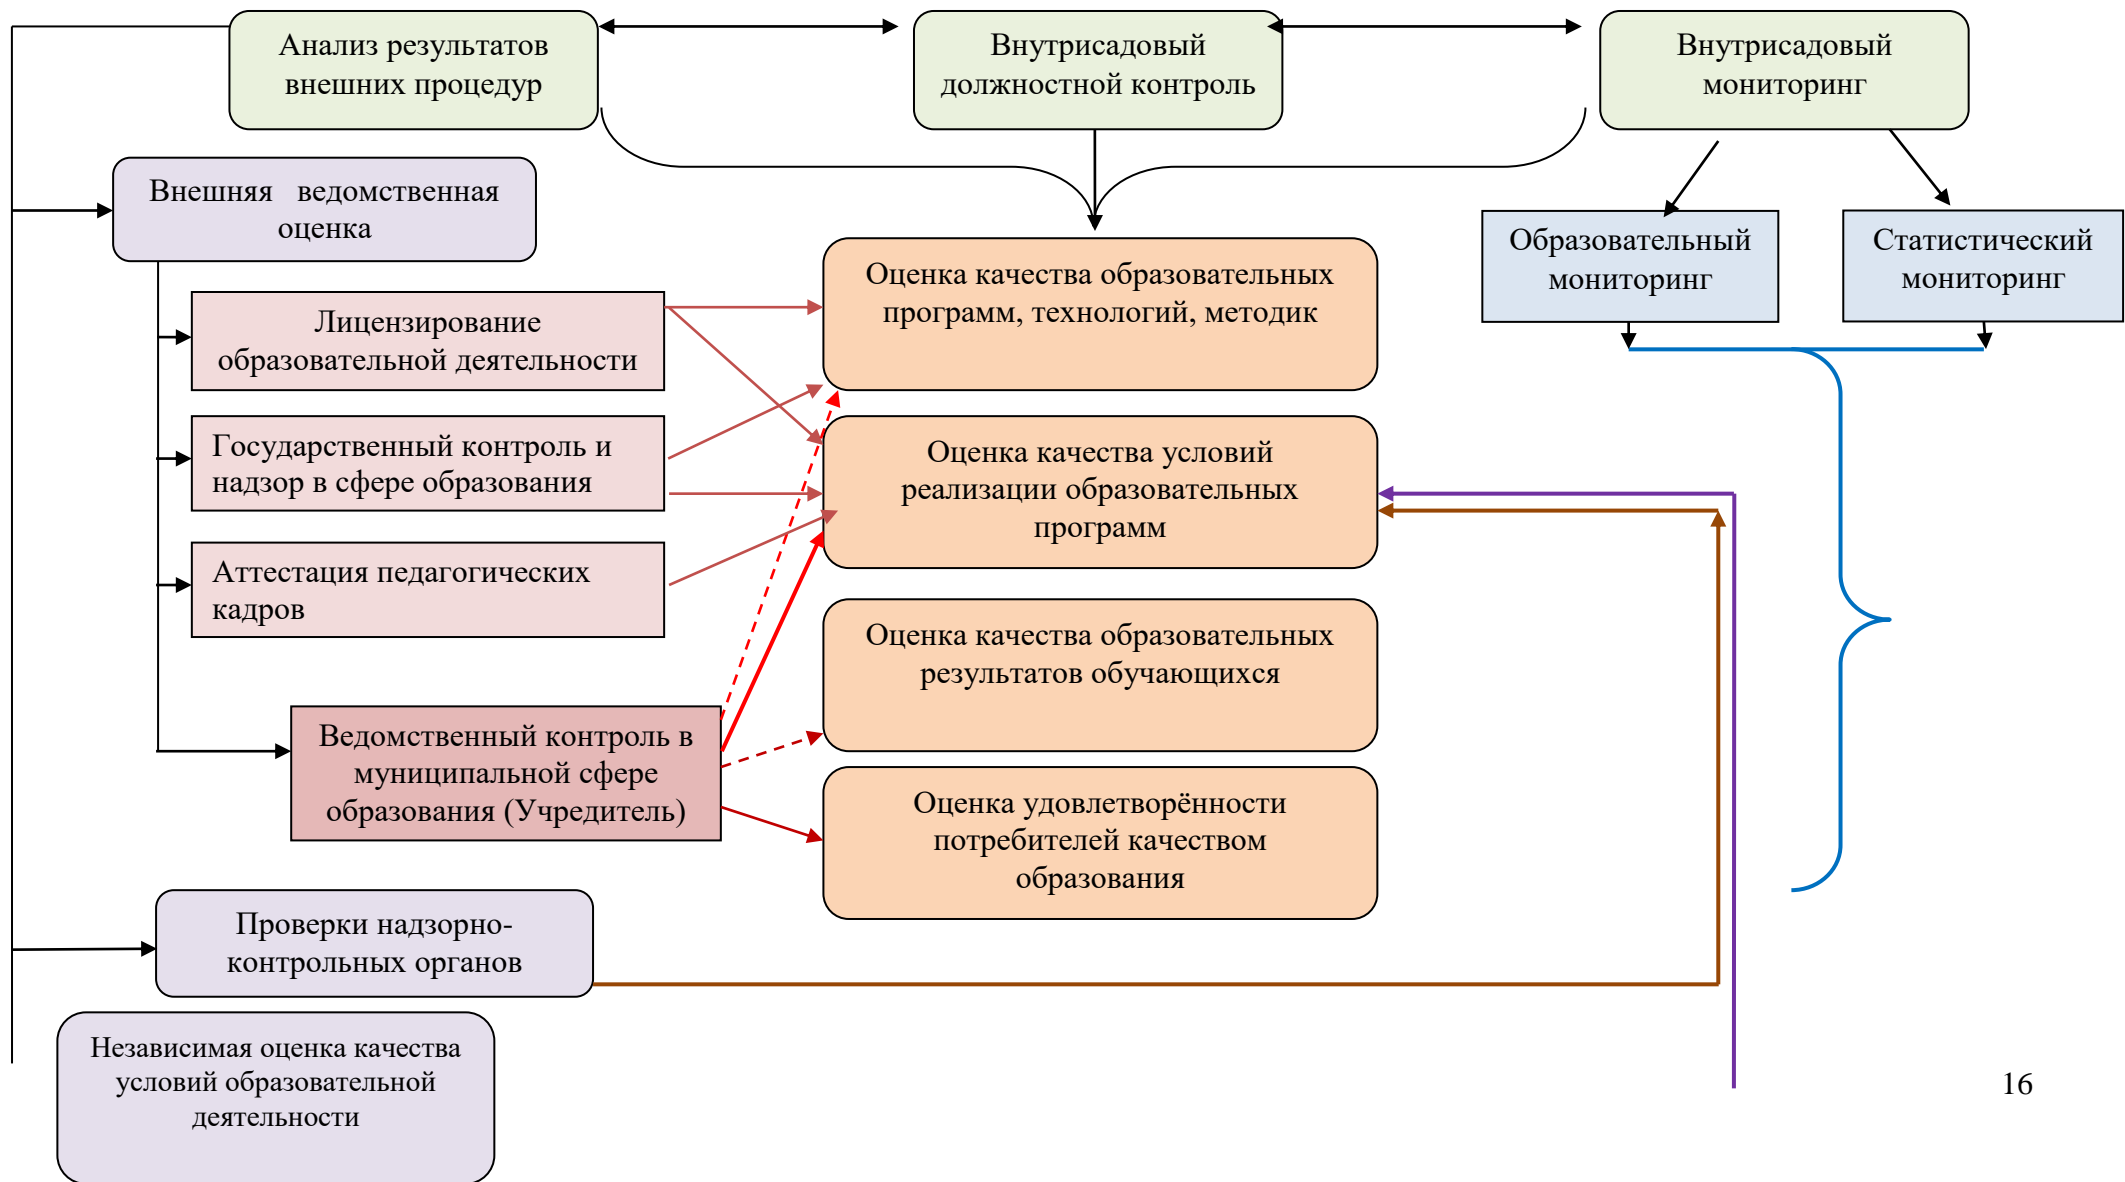 Анализ результатов
внешних процедур
Внутрисадовый
должностной контроль
Внутрисадовый
мониторинг
Внешняя ведомственная
оценка
Образовательный
мониторинг
Статистический
мониторинг
Оценка качества образовательных
программ, технологий, методик
Лицензирование
образовательной деятельности
Государственный контроль и
надзор в сфере образования
Оценка качества условий
реализации образовательных
программ
Аттестация педагогических
кадров
Оценка качества образовательных
результатов обучающихся
Ведомственный контроль в
муниципальной сфере
образования (Учредитель)
Оценка удовлетворённости
потребителей качеством
образования
Проверки надзорно-
контрольных органов
Независимая оценка качества
условий образовательной
деятельности
16